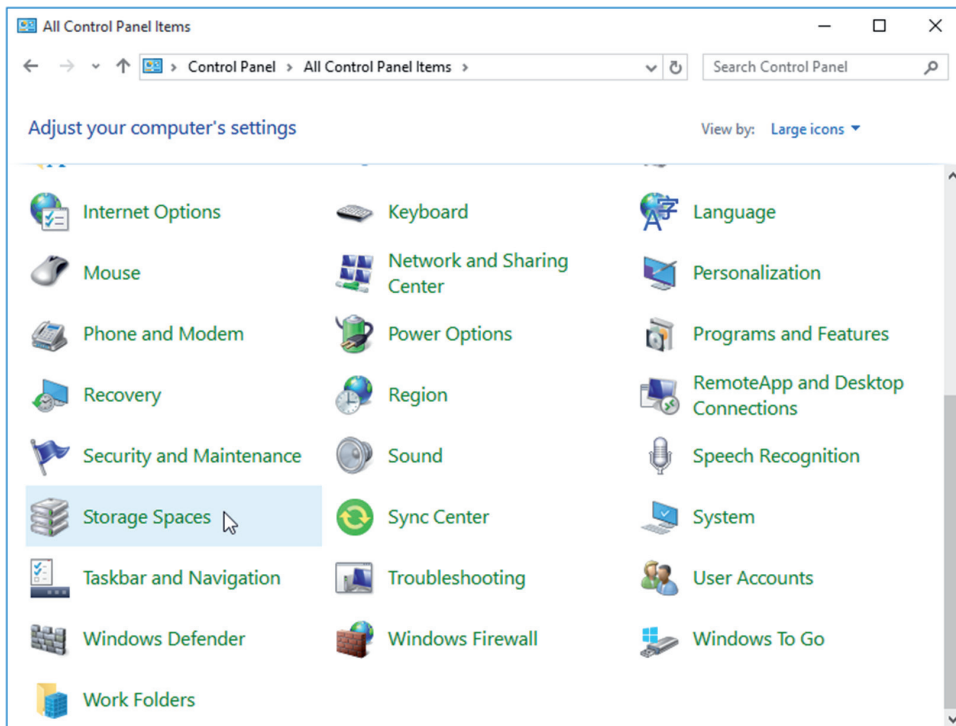 All Control Panel Items
Control Panel > All Control Panel Items >
Search Control Panel
Adjust your computer's settings
View by: Large icons
Internet Options
Keyboard
Language
Mouse
Network and Sharing
Center
Personalization
Phone and Modem
Power Options
Programs and Features
Recovery
Region
RemoteApp and Desktop
Connections
Security and Maintenance
Sound
Speech Recognition
Storage Spaces
Sync Center
System
Taskbar and Navigation
Troubleshooting
User Accounts
Windows Defender
Windows Firewall
Windows To Go
Work Folders